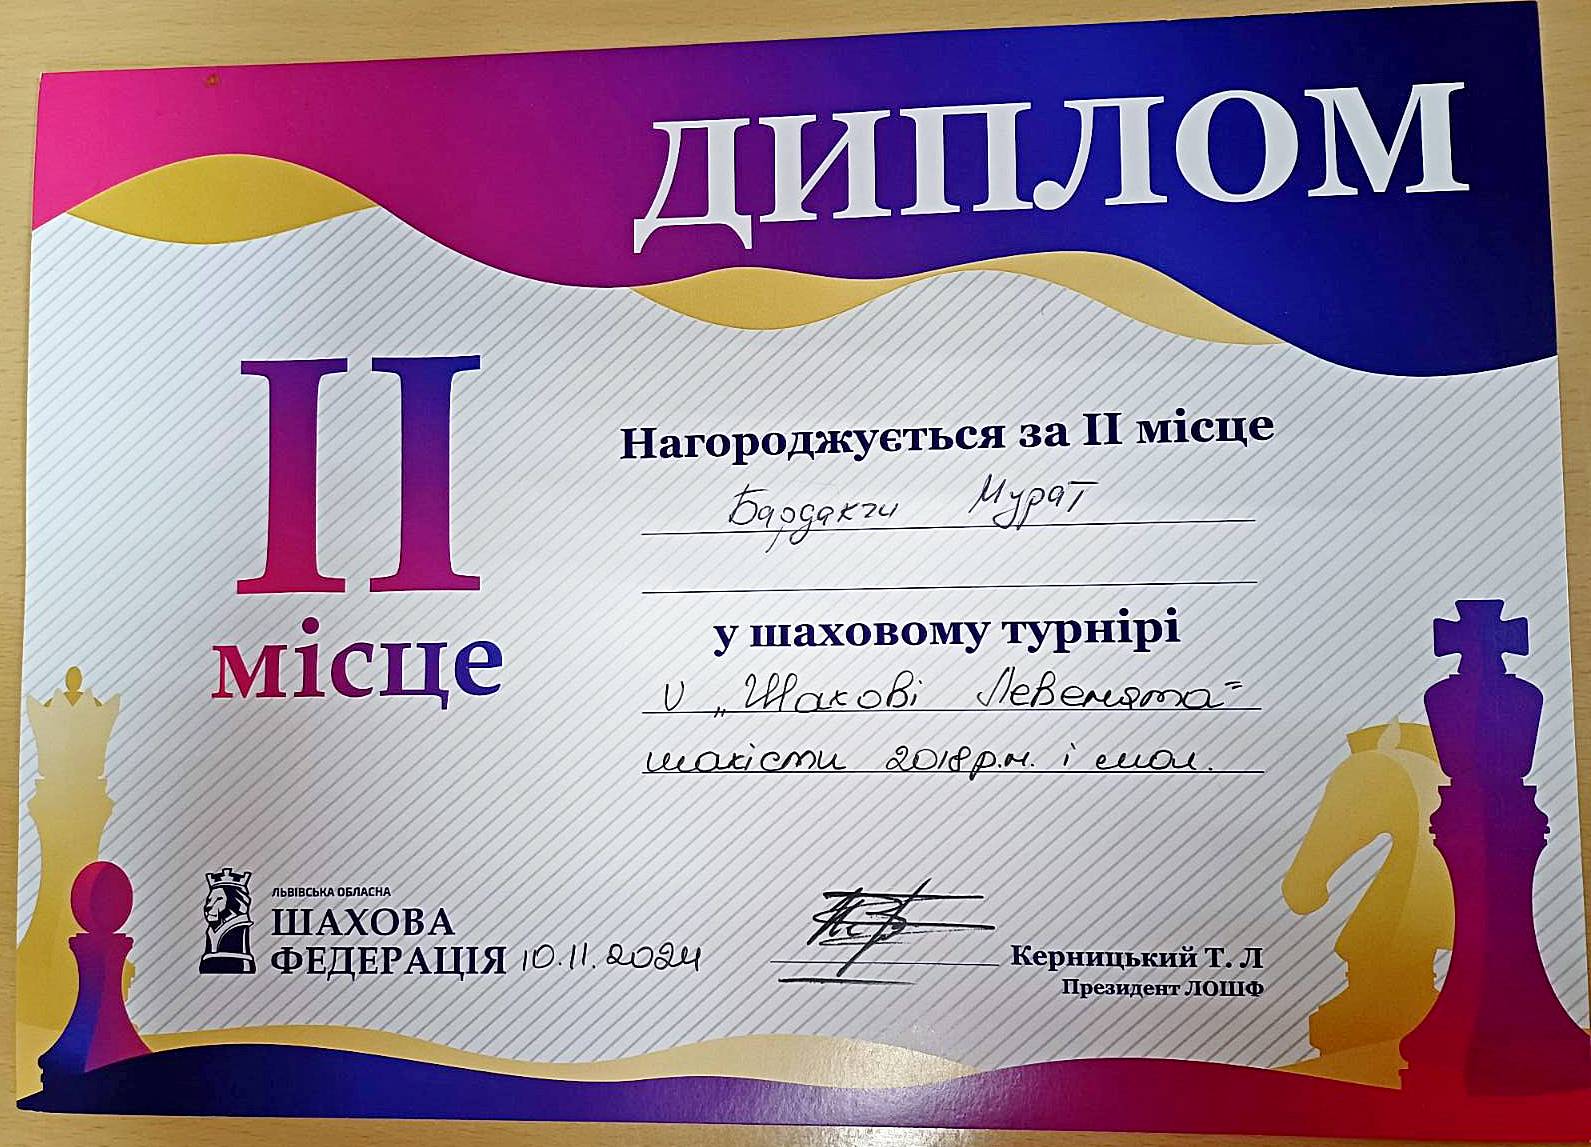 ДИПЛОМ
II
місце
Нагороджується за II місце
Бардакчи Мурат
у шаховому турнірі
V „Шахові Левенята"
шахісти 2018р.н. і мол.
ЛЬВІВСЬКА ОБЛАСНА
ШАХОВА
ФЕДЕРАЦІЯ 10.11.2024
Керницький Т. Л
Президент ЛОШФ